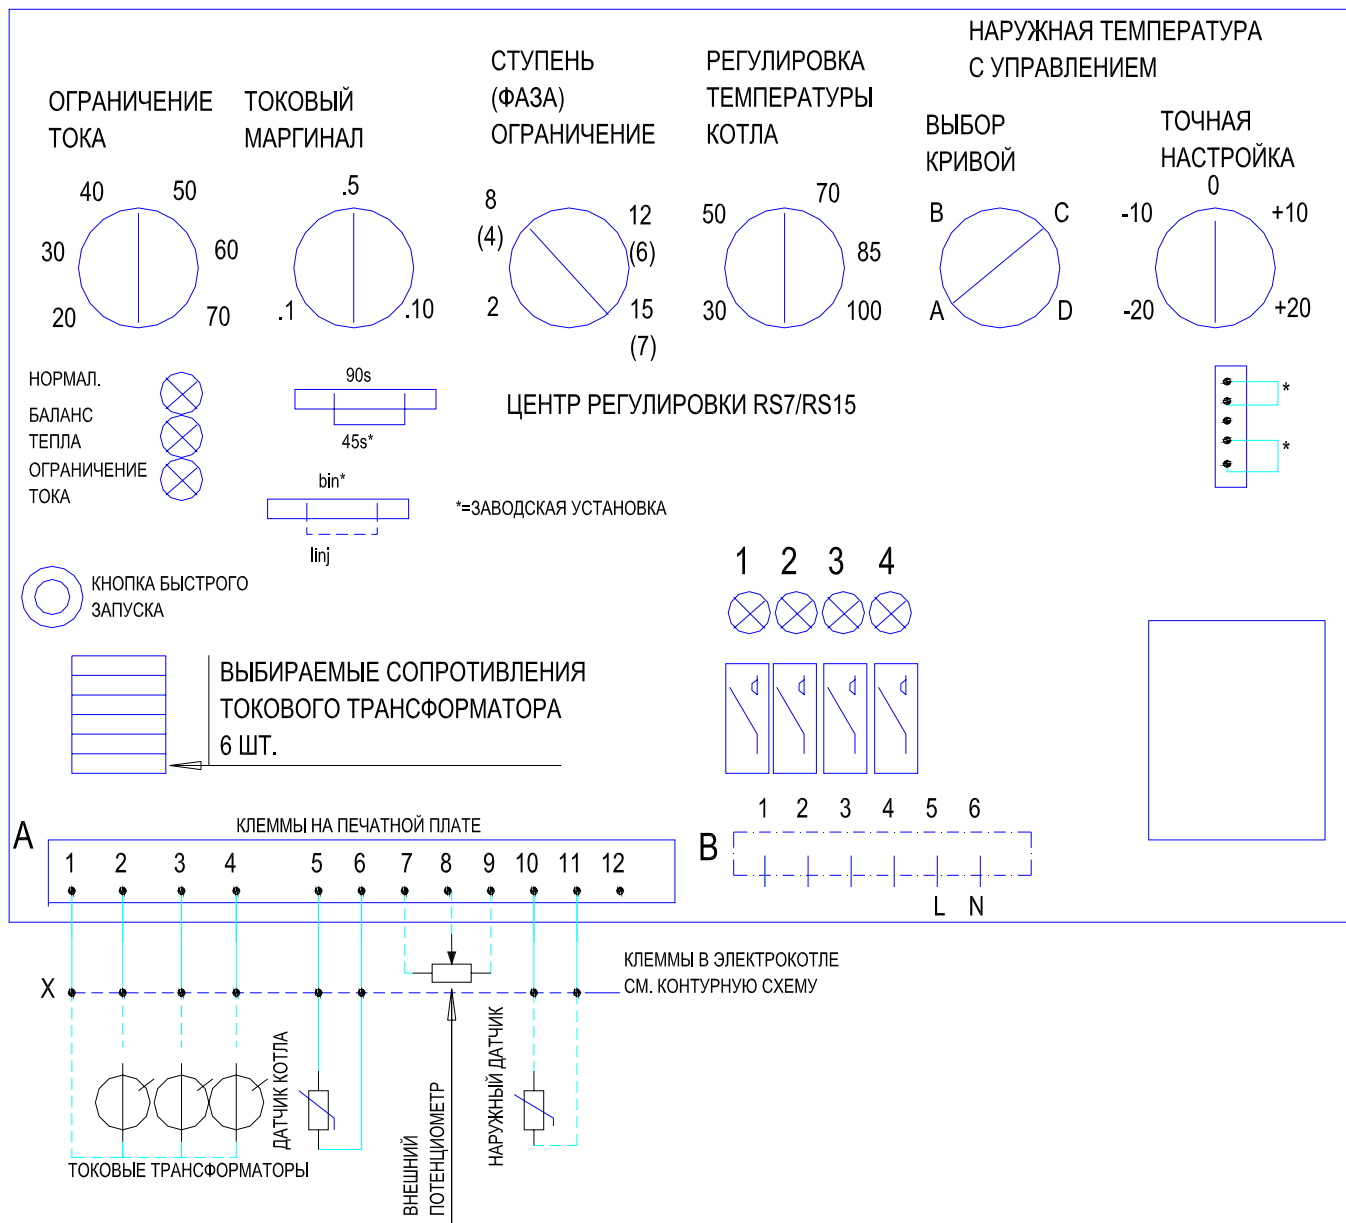 НАРУЖНАЯ ТЕМПЕРАТУРА
С УПРАВЛЕНИЕМ
ОГРАНИЧЕНИЕ
ТОКА
ТОКОВЫЙ
МАРГИНАЛ
СТУПЕНЬ
(ФАЗА)
ОГРАНИЧЕНИЕ
РЕГУЛИРОВКА
ТЕМПЕРАТУРЫ
КОТЛА
ВЫБОР
КРИВОЙ
ТОЧНАЯ
НАСТРОЙКА
40 50
30 60
20 70
.5
.1 .10
8 12
(4) (6)
2 15
(7)
70
50 85
30 100
B C
A D
0
-10 +10
-20 +20
НОРМАЛ.
БАЛАНС
ТЕПЛА
ОГРАНИЧЕНИЕ
ТОКА
90s
45s*
bin*
linj
ЦЕНТР РЕГУЛИРОВКИ RS7/RS15
*=ЗАВОДСКАЯ УСТАНОВКА
*
*
КНОПКА БЫСТРОГО
ЗАПУСКА
1 2 3 4
ВЫБИРАЕМЫЕ СОПРОТИВЛЕНИЯ
ТОКОВОГО ТРАНСФОРМАТОРА
6 ШТ.
A
КЛЕММЫ НА ПЕЧАТНОЙ ПЛАТЕ
1 2 3 4 5 6 7 8 9 10 11 12
B
1 2 3 4 5 6
L N
X
КЛЕММЫ В ЭЛЕКТРОКОТЛЕ
СМ. КОНТУРНУЮ СХЕМУ
ДАТЧИК КОТЛА
ВНЕШНИЙ
ПОТЕНЦИОМЕТР
НАРУЖНЫЙ ДАТЧИК
ТОКОВЫЕ ТРАНСФОРМАТОРЫ